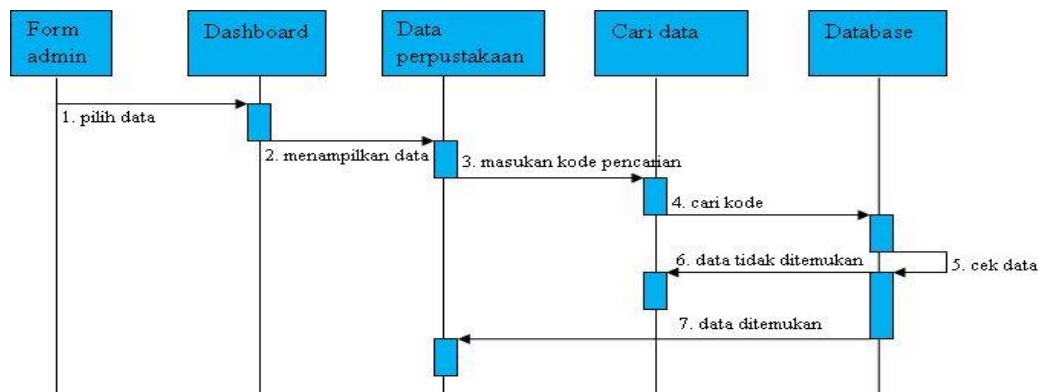 Form
admin
Dashboard
Data
perpustakaan
Cari data
Database
1. pilih data
2. menampilkan data
3. masukan kode pencarian
4. cari kode
5. cek data
6. data tidak ditemukan
7. data ditemukan